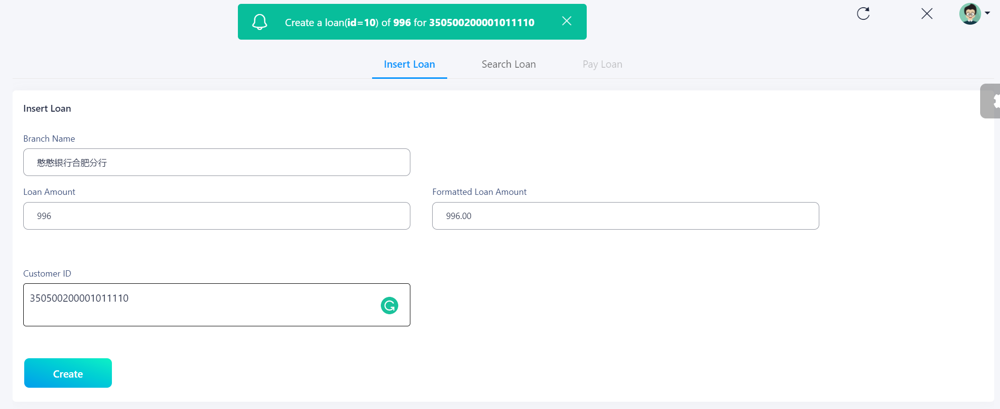 Create a loan(id=10) of 996 for 350500200001011110
Insert Loan
Search Loan
Pay Loan
Insert Loan
Branch Name
憨憨银行合肥分行
Loan Amount
Formatted Loan Amount
996
996.00
Customer ID
350500200001011110
Create